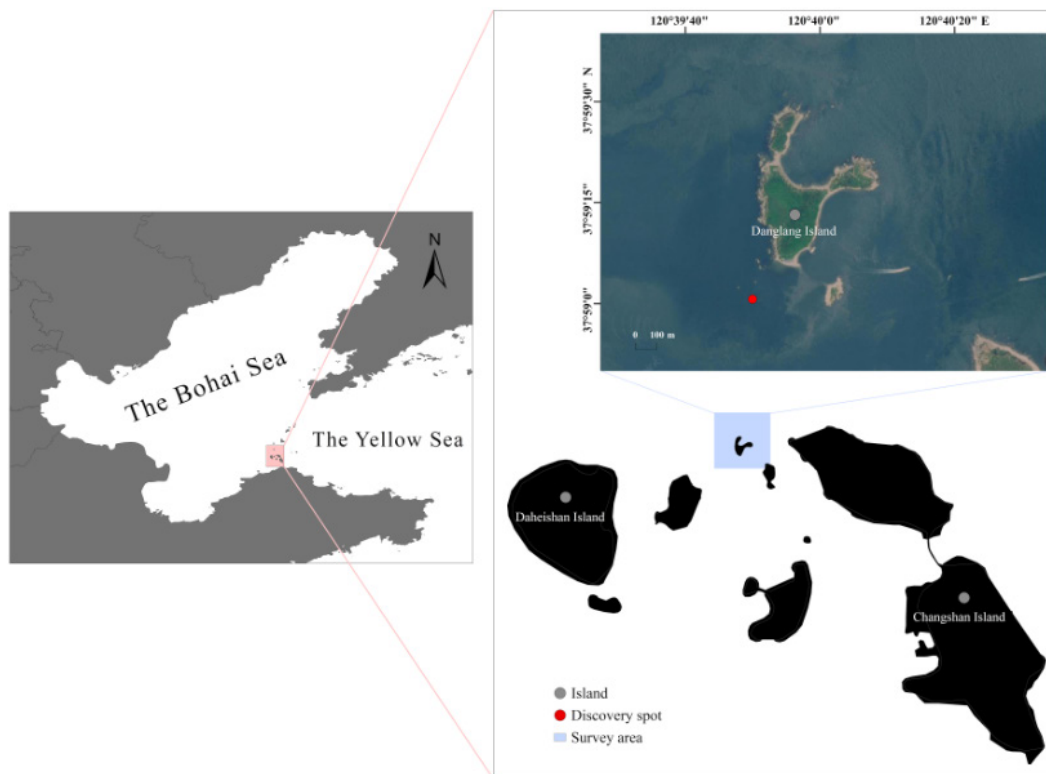 120°39'40" 120°40'0" 120°40'20" E
37°59'30" N
37°59'15"
37°59'0"
Danglang Island
0 100 m
N
The Bohai Sea
The Yellow Sea
Daheishan Island
Changshan Island
Island
Discovery spot
Survey area